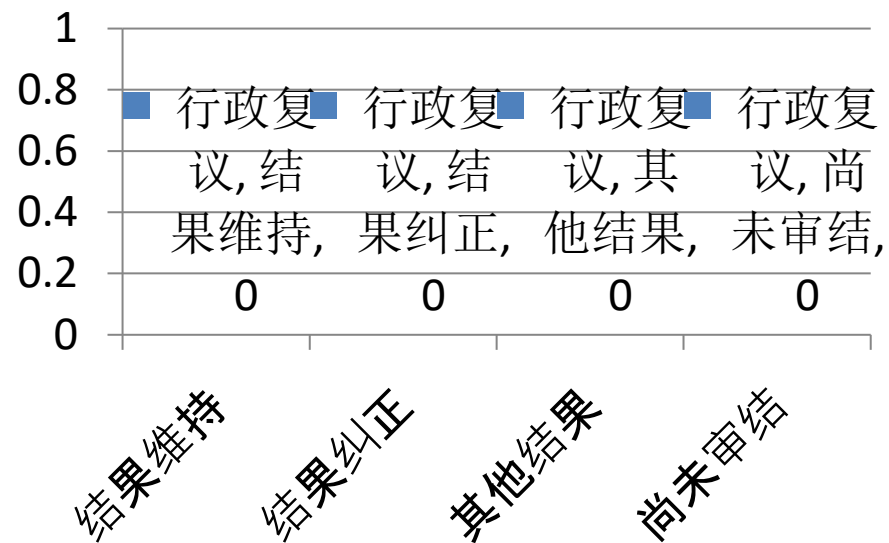 1
0.8
0.6
0.4
0.2
0
行政复
议, 结
果维持,
0
行政复
议, 结
果纠正,
0
行政复
议, 其
他结果,
0
行政复
议, 尚
未审结,
0
结果维持
结果纠正
其他结果
尚未审结